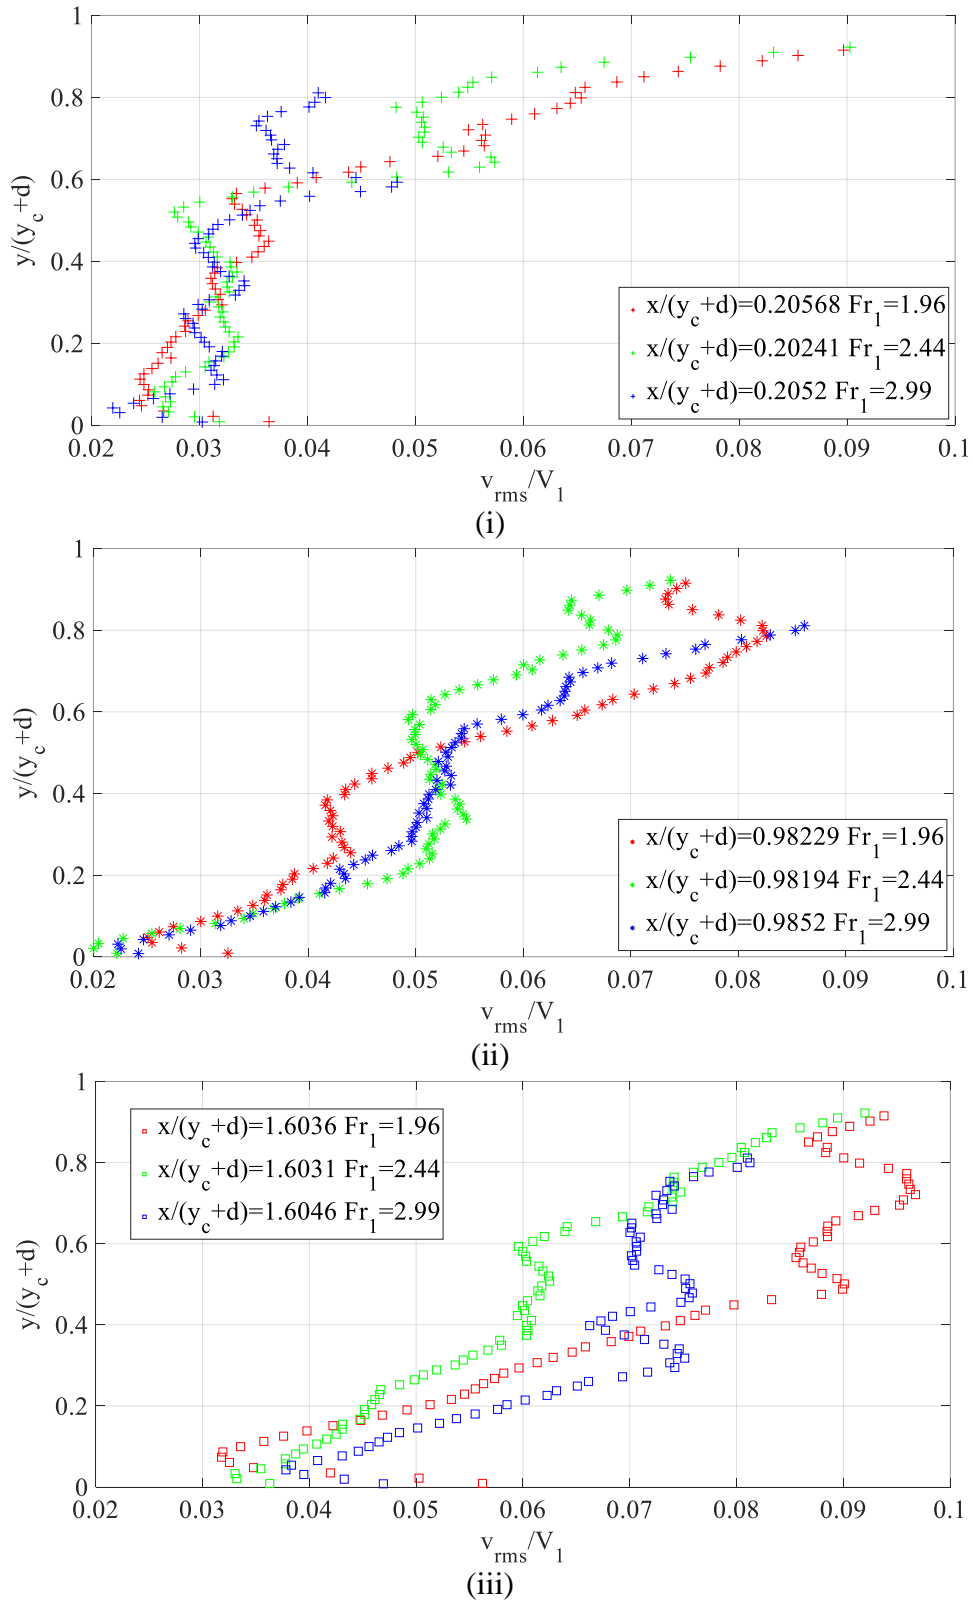 1
0.8
0.6
0.4
0.2
0
y/(y_c+d)
x/(y_c+d)=0.20568 Fr_1=1.96
x/(y_c+d)=0.20241 Fr_1=2.44
x/(y_c+d)=0.2052 Fr_1=2.99
0.02 0.03 0.04 0.05 0.06 0.07 0.08 0.09 0.1
v_rms/V_1
(i)
1
0.8
0.6
0.4
0.2
0
y/(y_c+d)
x/(y_c+d)=0.98229 Fr_1=1.96
x/(y_c+d)=0.98194 Fr_1=2.44
x/(y_c+d)=0.9852 Fr_1=2.99
0.02 0.03 0.04 0.05 0.06 0.07 0.08 0.09 0.1
v_rms/V_1
(ii)
1
0.8
0.6
0.4
0.2
0
y/(y_c+d)
x/(y_c+d)=1.6036 Fr_1=1.96
x/(y_c+d)=1.6031 Fr_1=2.44
x/(y_c+d)=1.6046 Fr_1=2.99
0.02 0.03 0.04 0.05 0.06 0.07 0.08 0.09 0.1
v_rms/V_1
(iii)